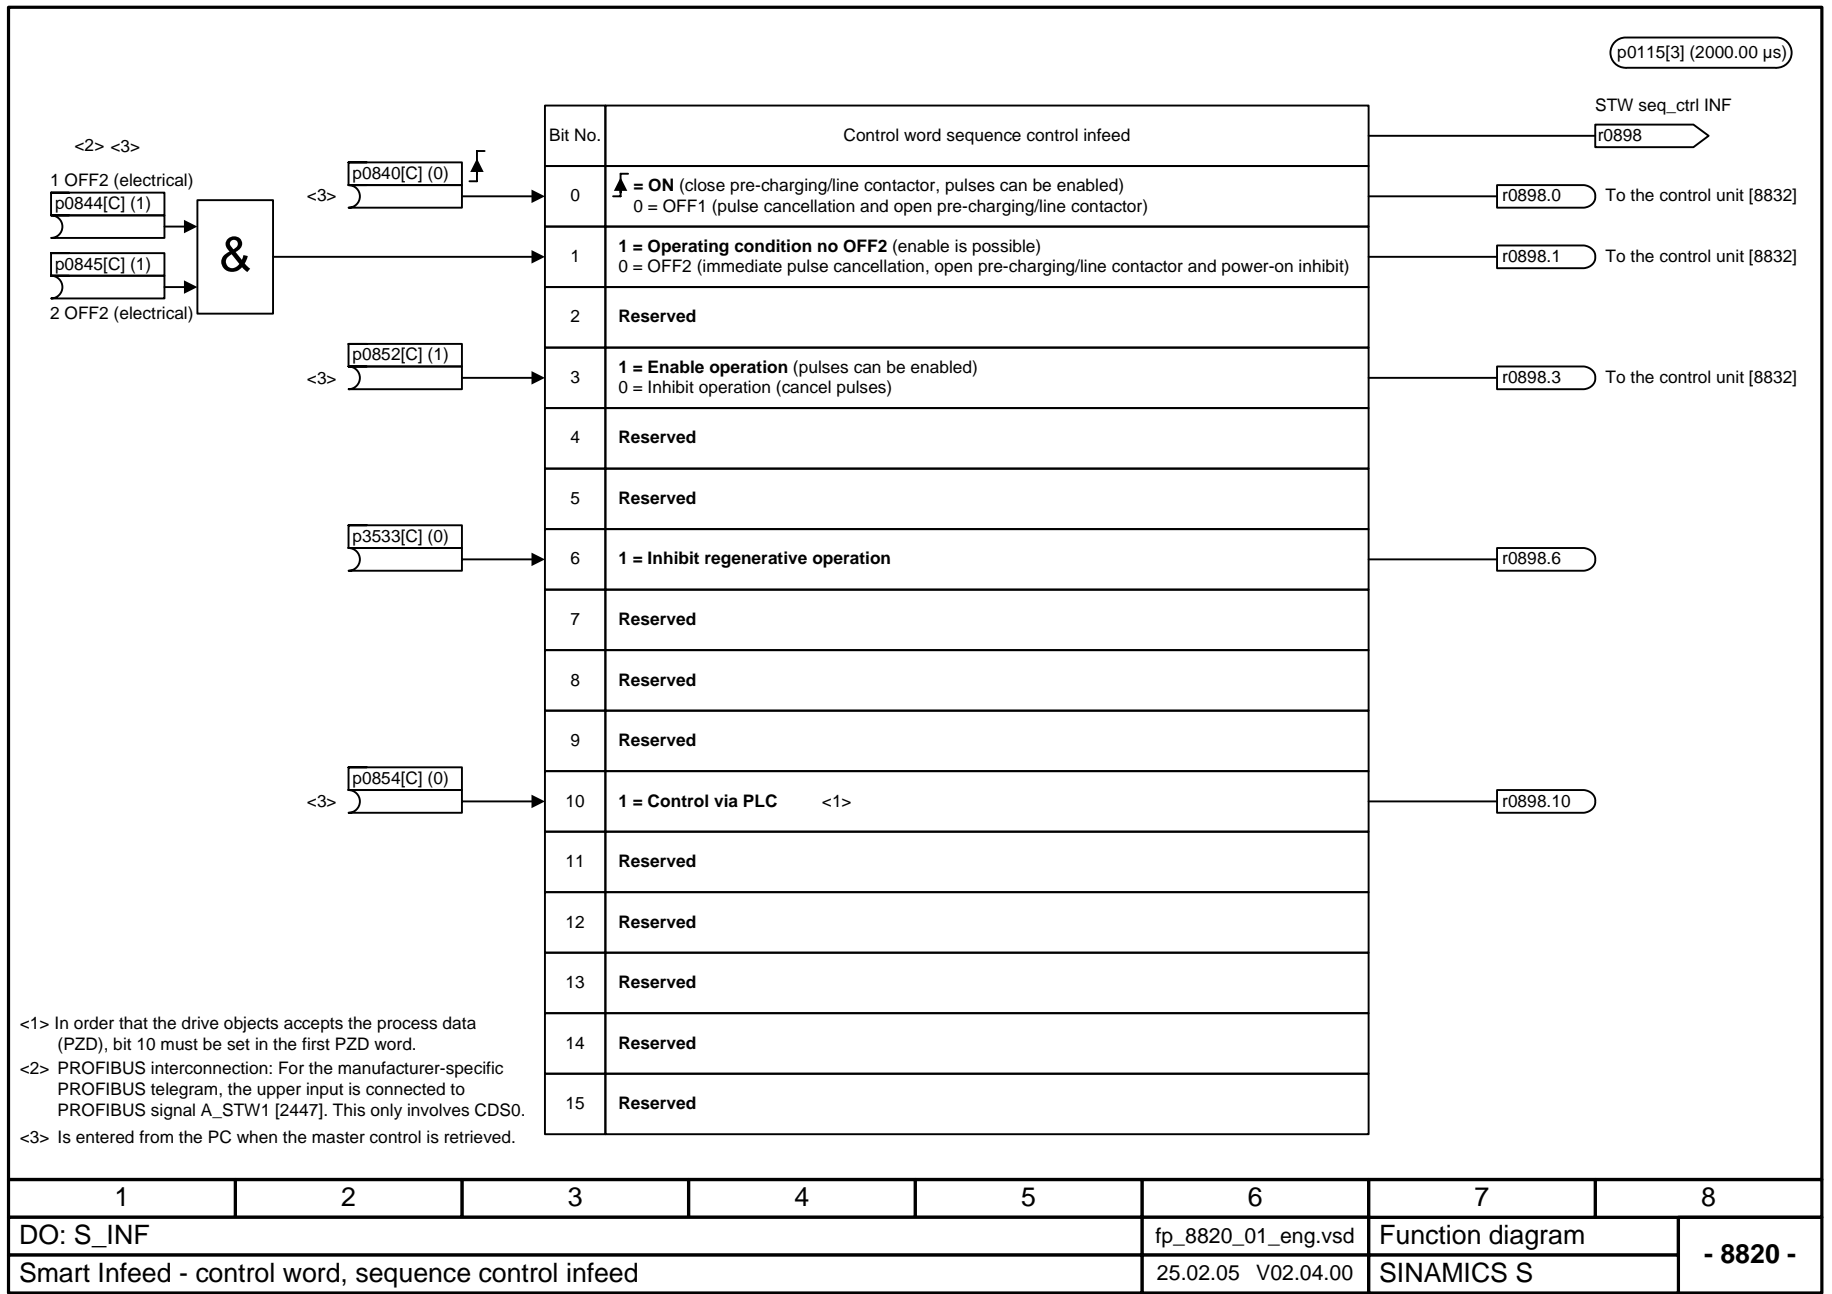 p0115[3] (2000.00 µs)
STW seq_ctrl INF
Bit No. Control word sequence control infeed r0898
<2> <3>
1 OFF2 (electrical)
p0844[C] (1)
&
p0845[C] (1)
2 OFF2 (electrical)
<3> p0840[C] (0)
0 = ON (close pre-charging/line contactor, pulses can be enabled)
0 = OFF1 (pulse cancellation and open pre-charging/line contactor)
r0898.0 To the control unit [8832]
1 1 = Operating condition no OFF2 (enable is possible)
0 = OFF2 (immediate pulse cancellation, open pre-charging/line contactor and power-on inhibit)
r0898.1 To the control unit [8832]
2 Reserved
<3> p0852[C] (1)
3 1 = Enable operation (pulses can be enabled)
0 = Inhibit operation (cancel pulses)
r0898.3 To the control unit [8832]
4 Reserved
5 Reserved
p3533[C] (0)
6 1 = Inhibit regenerative operation r0898.6
7 Reserved
8 Reserved
9 Reserved
<3> p0854[C] (0)
10 1 = Control via PLC <1> r0898.10
11 Reserved
12 Reserved
13 Reserved
14 Reserved
15 Reserved
<1> In order that the drive objects accepts the process data
(PZD), bit 10 must be set in the first PZD word.
<2> PROFIBUS interconnection: For the manufacturer-specific
PROFIBUS telegram, the upper input is connected to
PROFIBUS signal A_STW1 [2447]. This only involves CDS0.
<3> Is entered from the PC when the master control is retrieved.
1 2 3 4 5 6 7 8
DO: S_INF fp_8820_01_eng.vsd Function diagram
- 8820 -
Smart Infeed - control word, sequence control infeed 25.02.05 V02.04.00 SINAMICS S